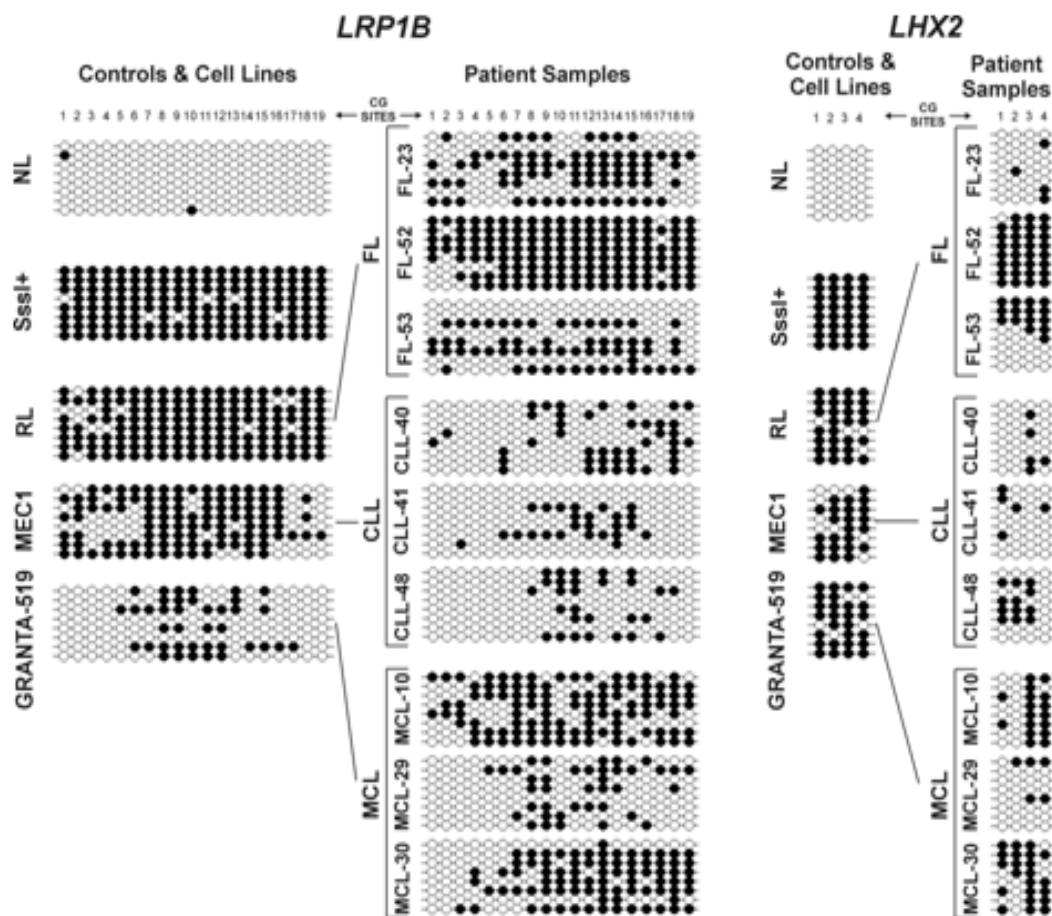 LRP1B
LHX2
Controls & Cell Lines
Patient Samples
Controls &
Cell Lines
Patient
Samples
1 2 3 4 5 6 7 8 9 10 11 12 13 14 15 16 17 18 19
CG
SITES
1 2 3 4 5 6 7 8 9 10 11 12 13 14 15 16 17 18 19
1 2 3 4
CG
SITES
1 2 3 4
NL
SssI+
RL
MEC1
GRANTA-519
FL
FL-23
FL-52
FL-53
CLL
CLL-40
CLL-41
CLL-48
MCL
MCL-10
MCL-29
MCL-30
NL
SssI+
RL
MEC1
GRANTA-519
FL
FL-23
FL-52
FL-53
CLL
CLL-40
CLL-41
CLL-48
MCL
MCL-10
MCL-29
MCL-30